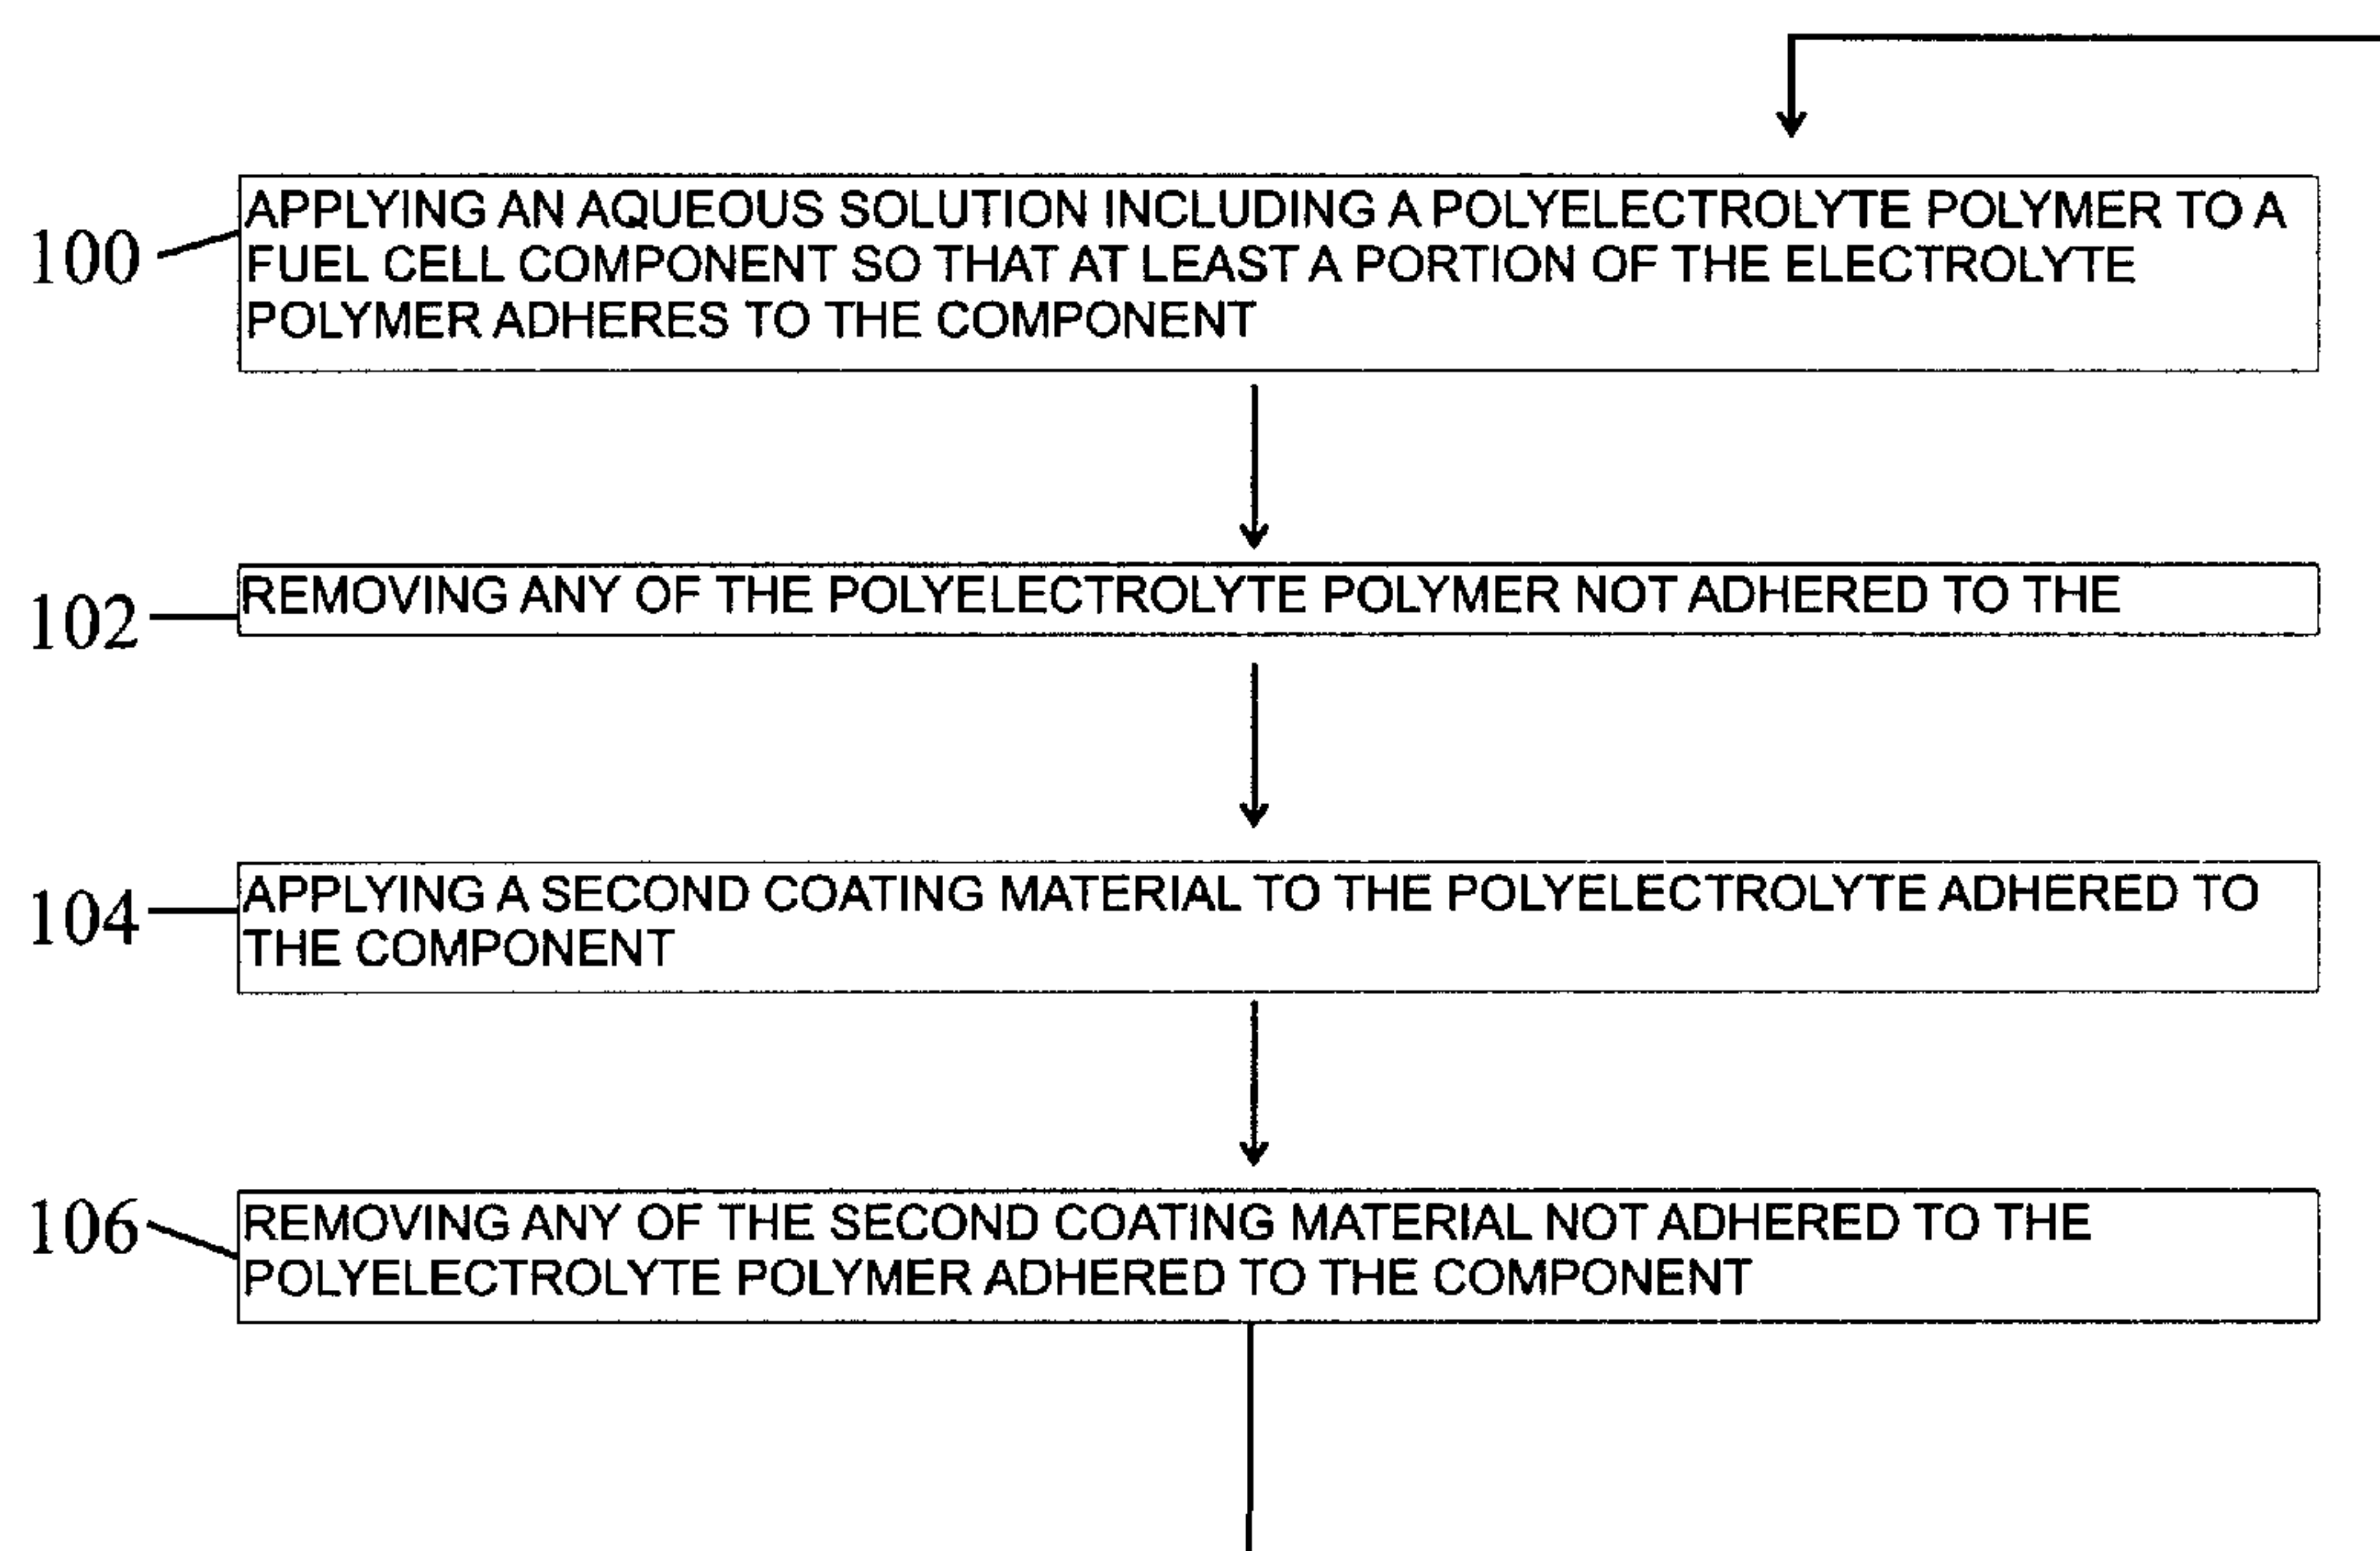 100
APPLYING AN AQUEOUS SOLUTION INCLUDING A POLYELECTROLYTE POLYMER TO A
FUEL CELL COMPONENT SO THAT AT LEAST A PORTION OF THE ELECTROLYTE
POLYMER ADHERES TO THE COMPONENT
102
REMOVING ANY OF THE POLYELECTROLYTE POLYMER NOT ADHERED TO THE
104
APPLYING A SECOND COATING MATERIAL TO THE POLYELECTROLYTE ADHERED TO
THE COMPONENT
106
REMOVING ANY OF THE SECOND COATING MATERIAL NOT ADHERED TO THE
POLYELECTROLYTE POLYMER ADHERED TO THE COMPONENT